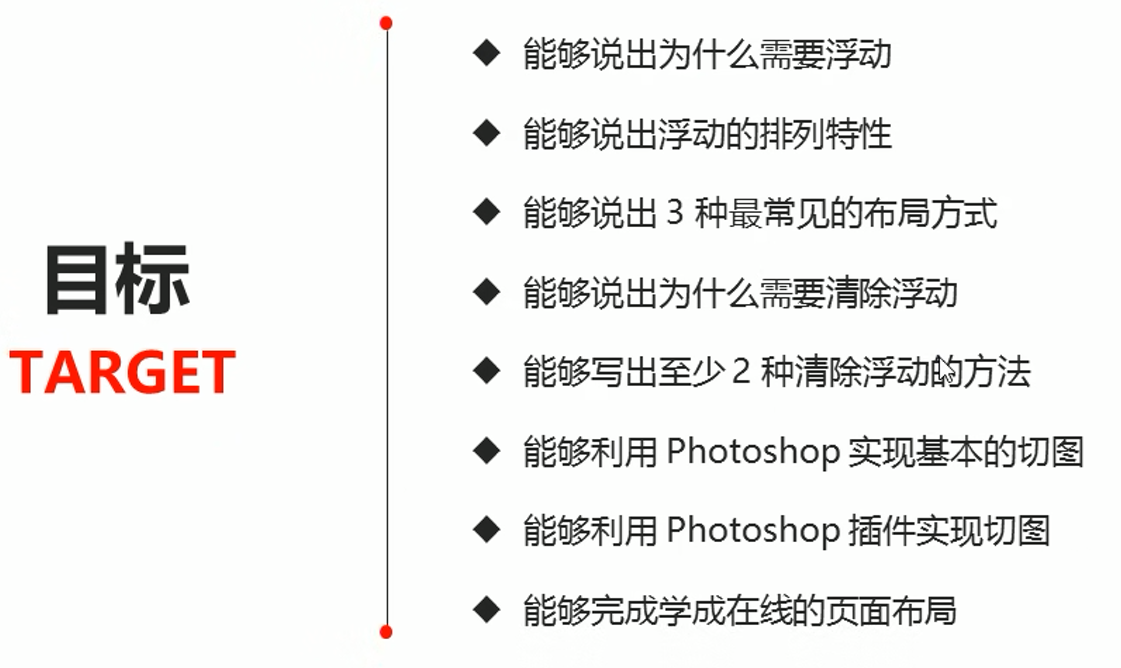 目标
TARGET
能够说出为什么需要浮动
能够说出浮动的排列特性
能够说出 3 种最常见的布局方式
能够说出为什么需要清除浮动
能够写出至少 2 种清除浮动的方法
能够利用 Photoshop 实现基本的切图
能够利用 Photoshop 插件实现切图
能够完成学成在线的页面布局